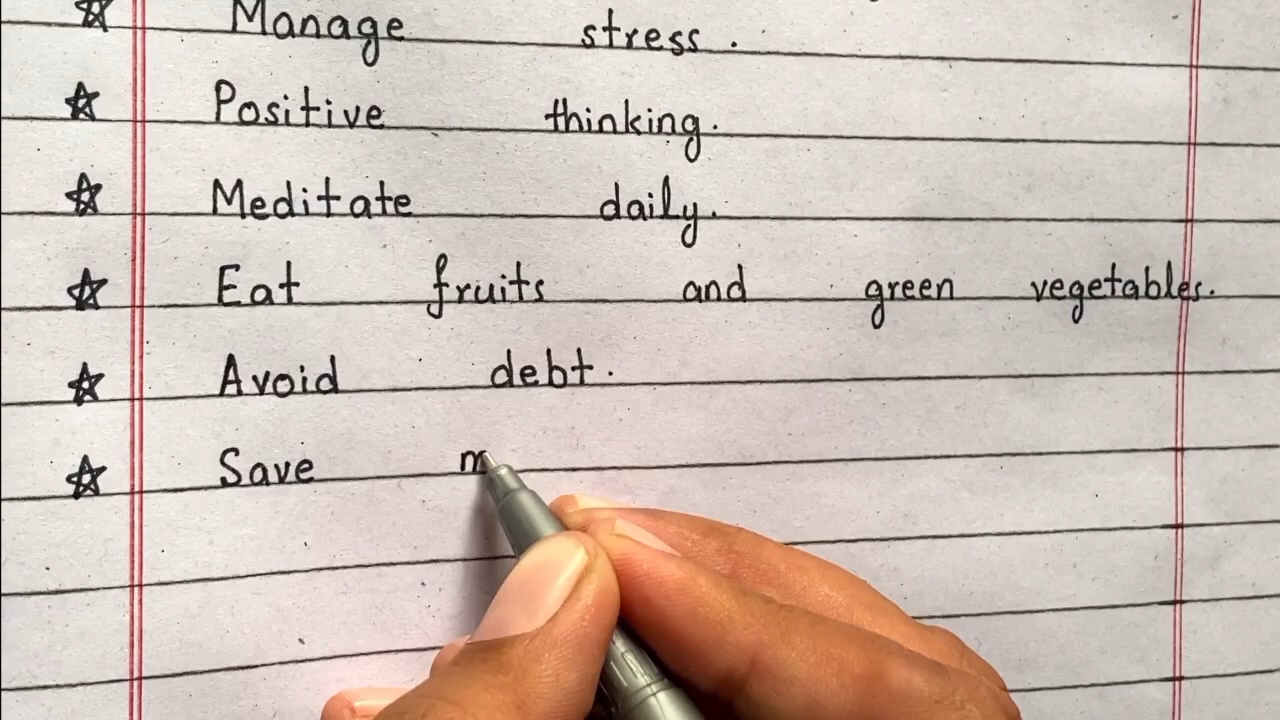 ☆ Manage stress.
☆ Positive thinking.
☆ Meditate daily.
☆ Eat fruits and green vegetables.
☆ Avoid debt.
☆ Save m